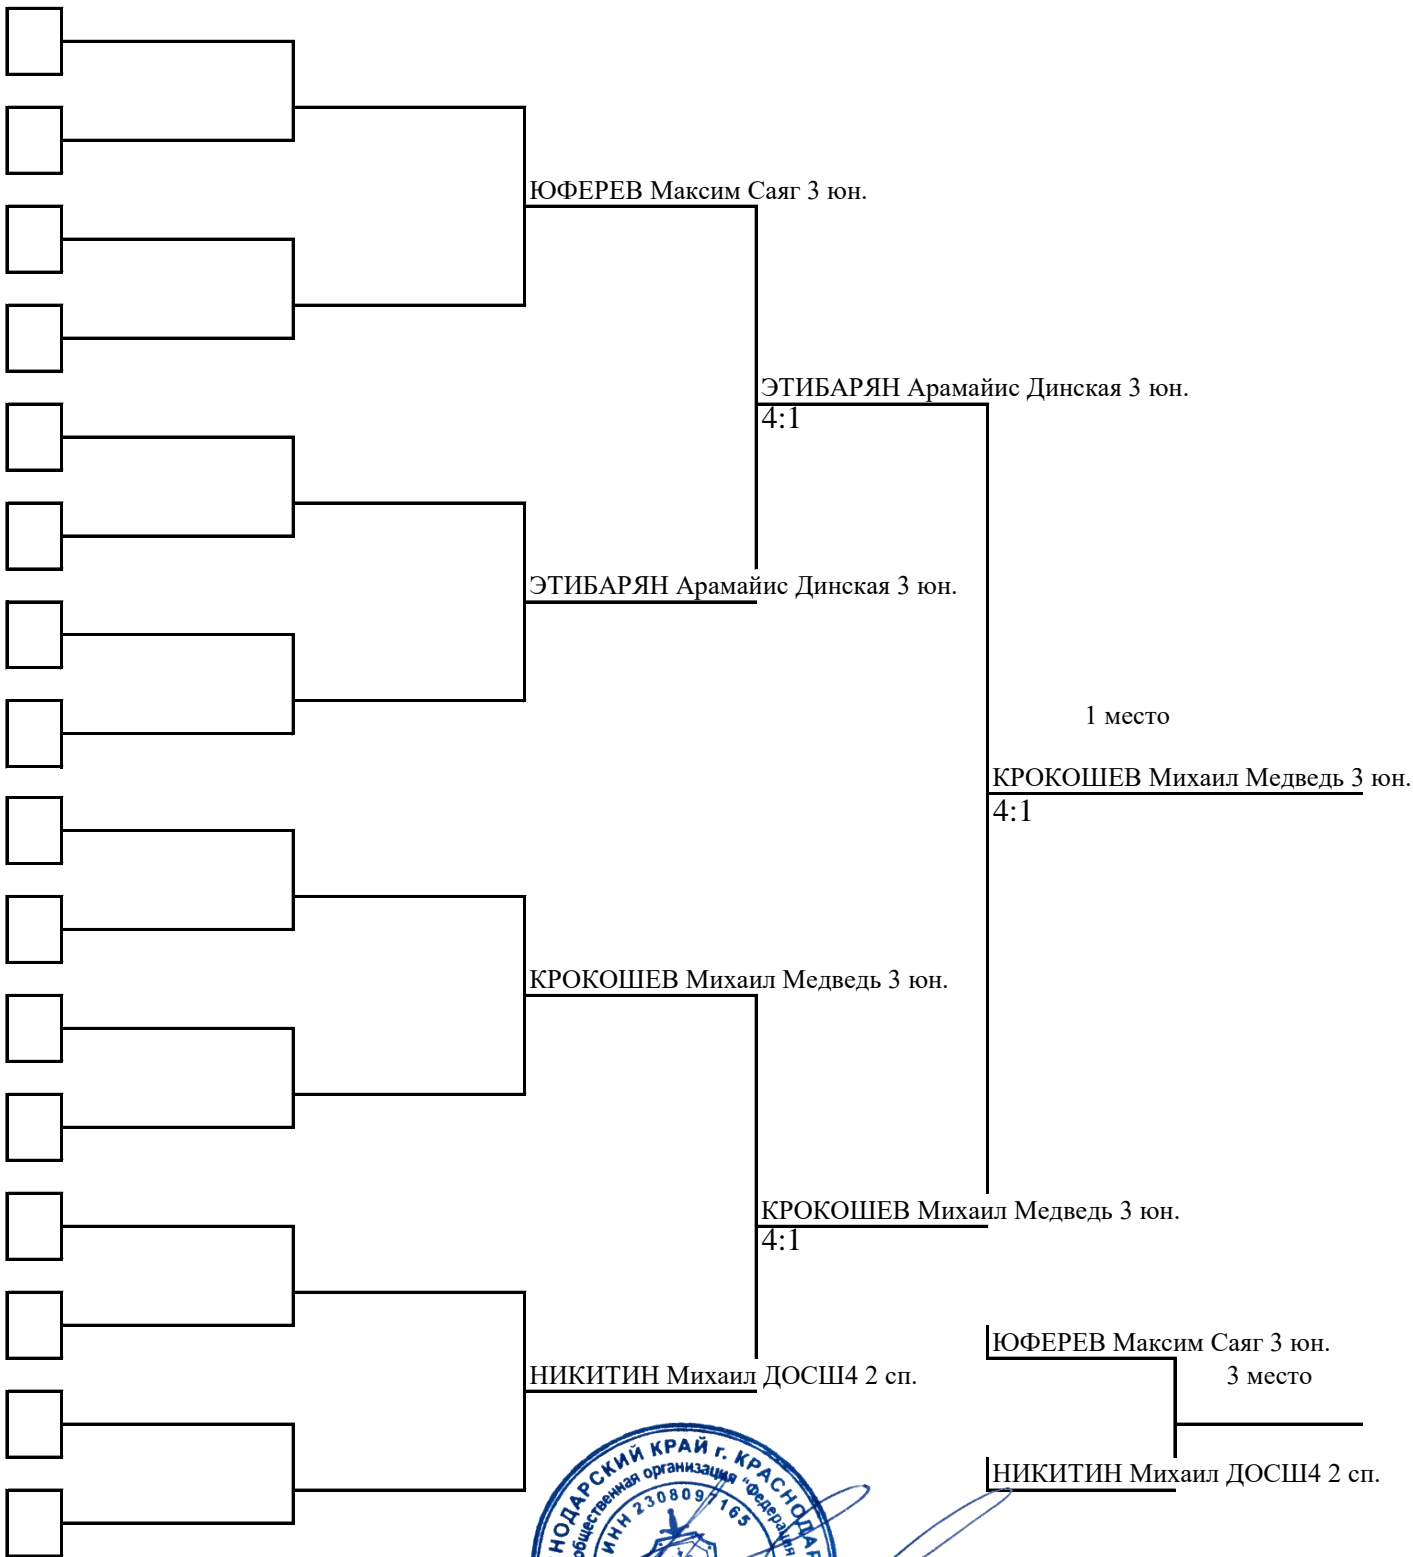 ЮФЕРЕВ Максим Саяг 3 юн.
ЭТИБАРЯН Арамайис Динская 3 юн.
4:1
ЭТИБАРЯН Арамайис Динская 3 юн.
1 место
КРОКОШЕВ Михаил Медведь 3 юн.
4:1
КРОКОШЕВ Михаил Медведь 3 юн.
КРОКОШЕВ Михаил Медведь 3 юн.
4:1
ЮФЕРЕВ Максим Саяг 3 юн.
3 место
НИКИТИН Михаил ДОСШ4 2 сп.
НИКИТИН Михаил ДОСШ4 2 сп.
КРАЙ г.
общественная организация "Федерация
ИНН 2308097165